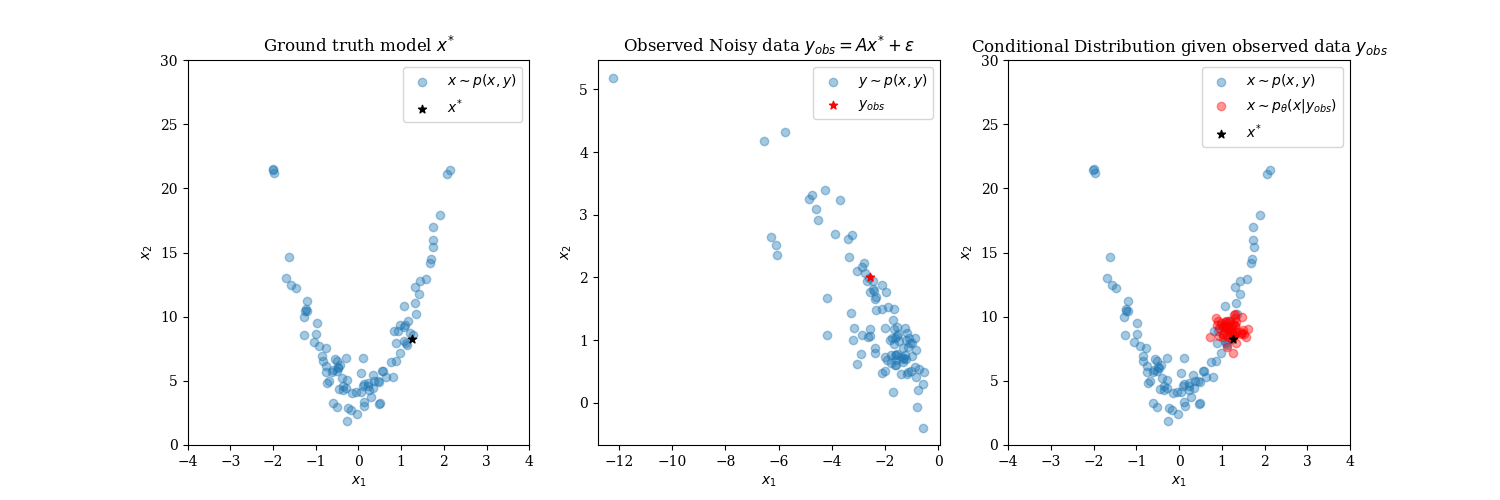 Ground truth model x*
x ~ p(x, y)
x*
30
25
20
15
10
5
0
x₂
−4 −3 −2 −1 0 1 2 3 4
x₁
Observed Noisy data y_obs = Ax* + ε
y ~ p(x, y)
y_obs
5
4
3
2
1
0
x₂
−12 −10 −8 −6 −4 −2 0
x₁
Conditional Distribution given observed data y_obs
x ~ p(x, y)
x ~ p_θ(x|y_obs)
x*
30
25
20
15
10
5
0
x₂
−4 −3 −2 −1 0 1 2 3 4
x₁